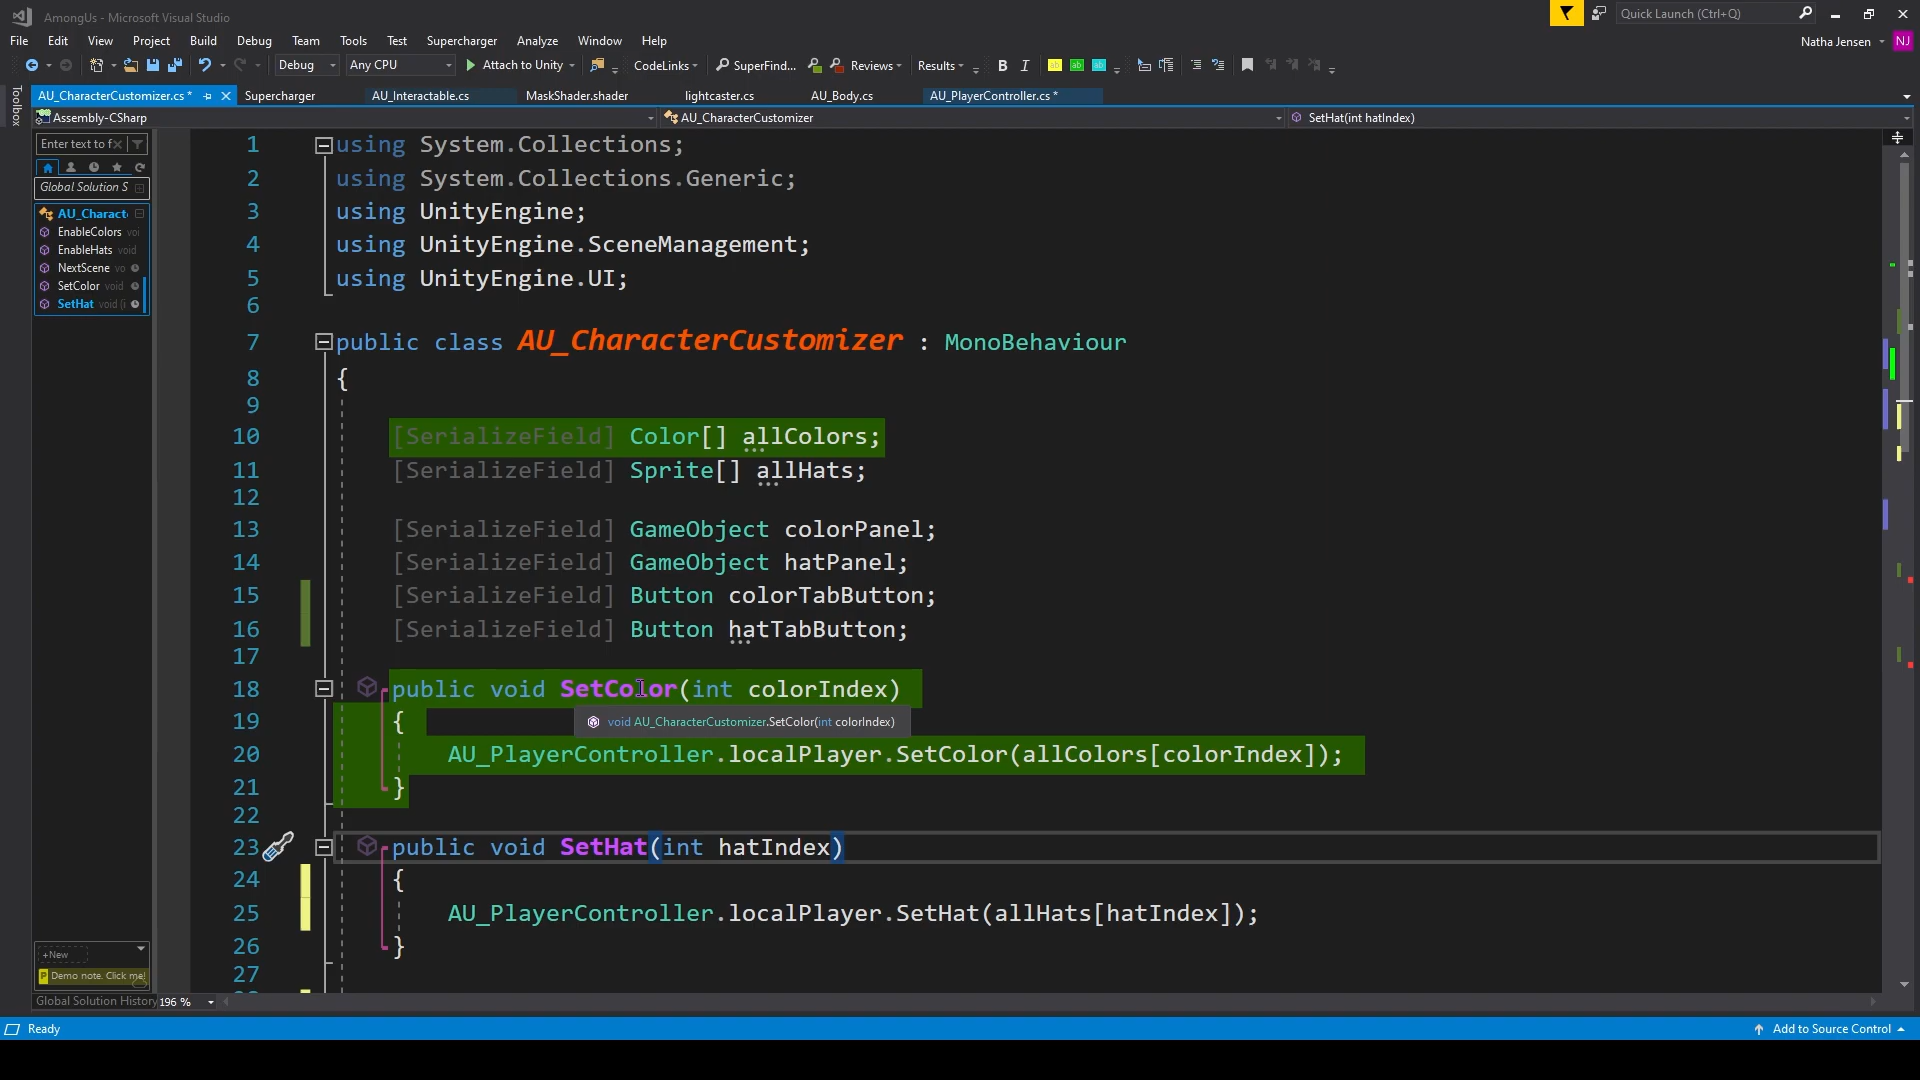 AmongUs - Microsoft Visual Studio
Quick Launch (Ctrl+Q)
File Edit View Project Build Debug Team Tools Test Supercharger Analyze Window Help
Natha Jensen NJ
Debug Any CPU Attach to Unity CodeLinks SuperFind... Reviews Results B I ab ab ab
AU_CharacterCustomizer.cs * Supercharger AU_Interactable.cs MaskShader.shader lightcaster.cs AU_Body.cs AU_PlayerController.cs *
Toolbox
Assembly-CSharp AU_CharacterCustomizer SetHat(int hatIndex)
Enter text to f
Global Solution S
AU_Charact
EnableColors voi
EnableHats void
NextScene vo
SetColor void
SetHat void (i
1 using System.Collections;
2 using System.Collections.Generic;
3 using UnityEngine;
4 using UnityEngine.SceneManagement;
5 using UnityEngine.UI;
6
7 public class AU_CharacterCustomizer : MonoBehaviour
8 {
9
10 [SerializeField] Color[] allColors;
11 [SerializeField] Sprite[] allHats;
12
13 [SerializeField] GameObject colorPanel;
14 [SerializeField] GameObject hatPanel;
15 [SerializeField] Button colorTabButton;
16 [SerializeField] Button hatTabButton;
17
18 public void SetColor(int colorIndex)
19 {
void AU_CharacterCustomizer.SetColor(int colorIndex)
20 AU_PlayerController.localPlayer.SetColor(allColors[colorIndex]);
21 }
22
23 public void SetHat(int hatIndex)
24 {
25 AU_PlayerController.localPlayer.SetHat(allHats[hatIndex]);
26 }
27
+New
Demo note. Click me!
Global Solution History
196 %
Ready
Add to Source Control